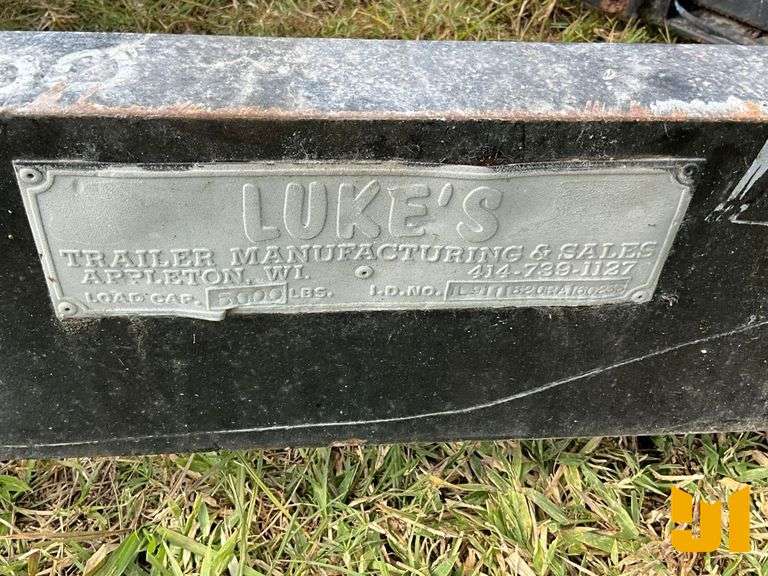 LUKE'S
TRAILER MANUFACTURING & SALES
APPLETON, WI. 414-739-1127
LOAD CAP. LBS. I.D. NO.